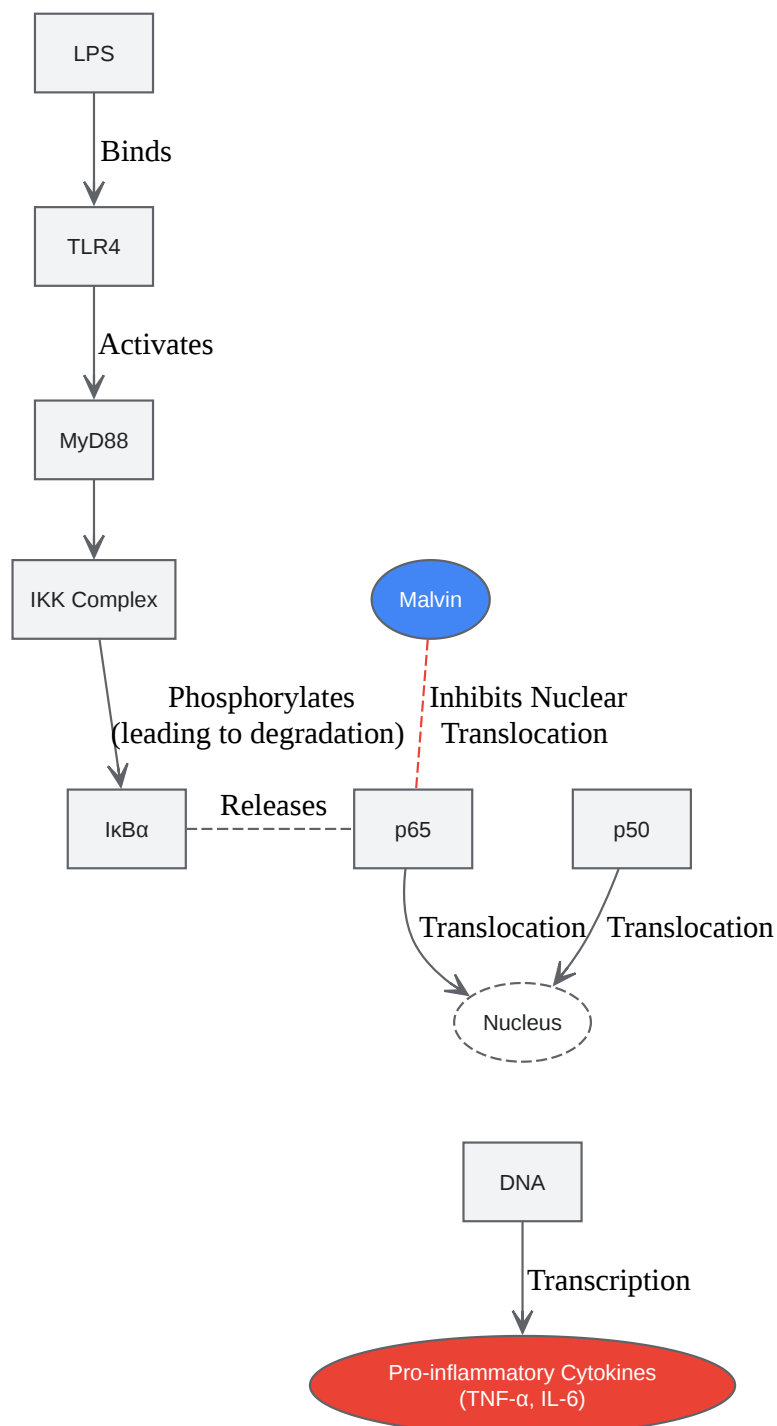 LPS
Binds
TLR4
Activates
MyD88
IKK Complex
Malvin
Phosphorylates
(leading to degradation)
Inhibits Nuclear
Translocation
IκBα
Releases
p65
p50
Translocation
Translocation
Nucleus
DNA
Transcription
Pro-inflammatory Cytokines
(TNF-α, IL-6)